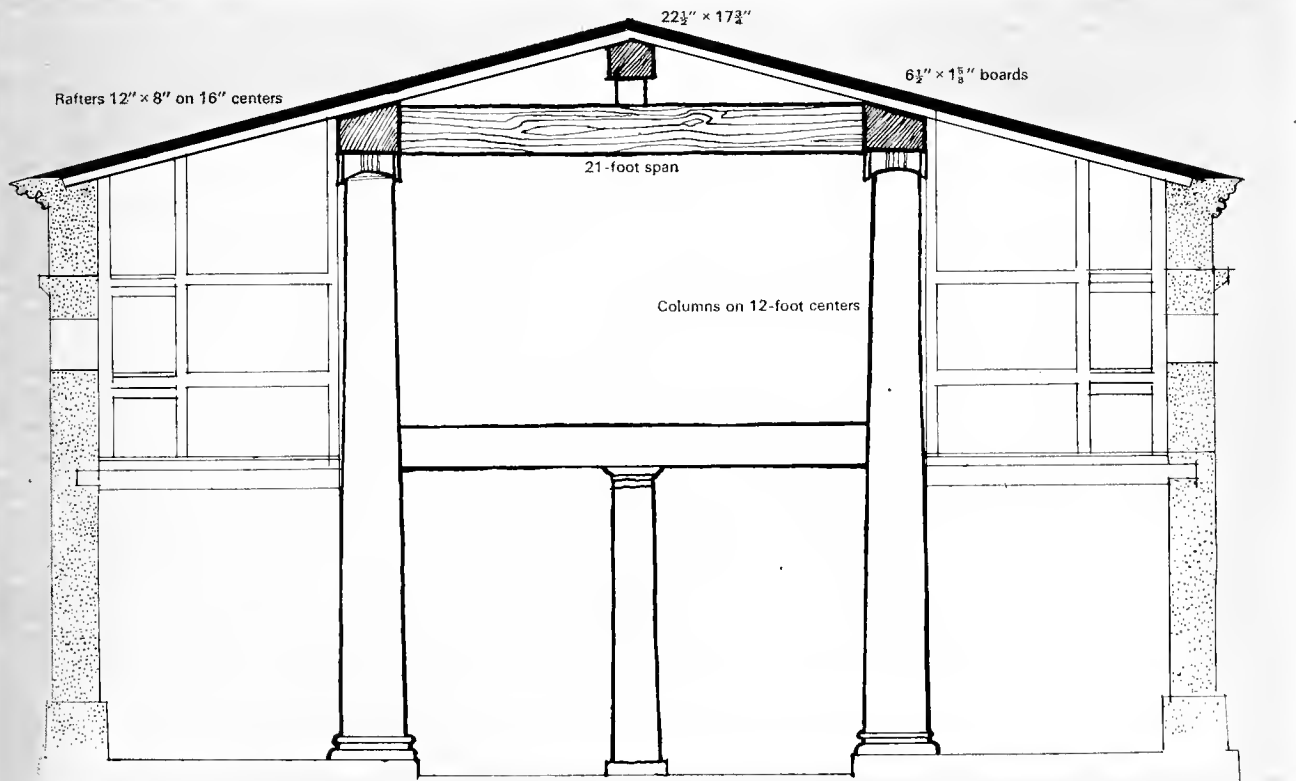 22½″ × 17¾″
6½″ × 1⅝″ boards
Rafters 12″ × 8″ on 16″ centers
21-foot span
Columns on 12-foot centers